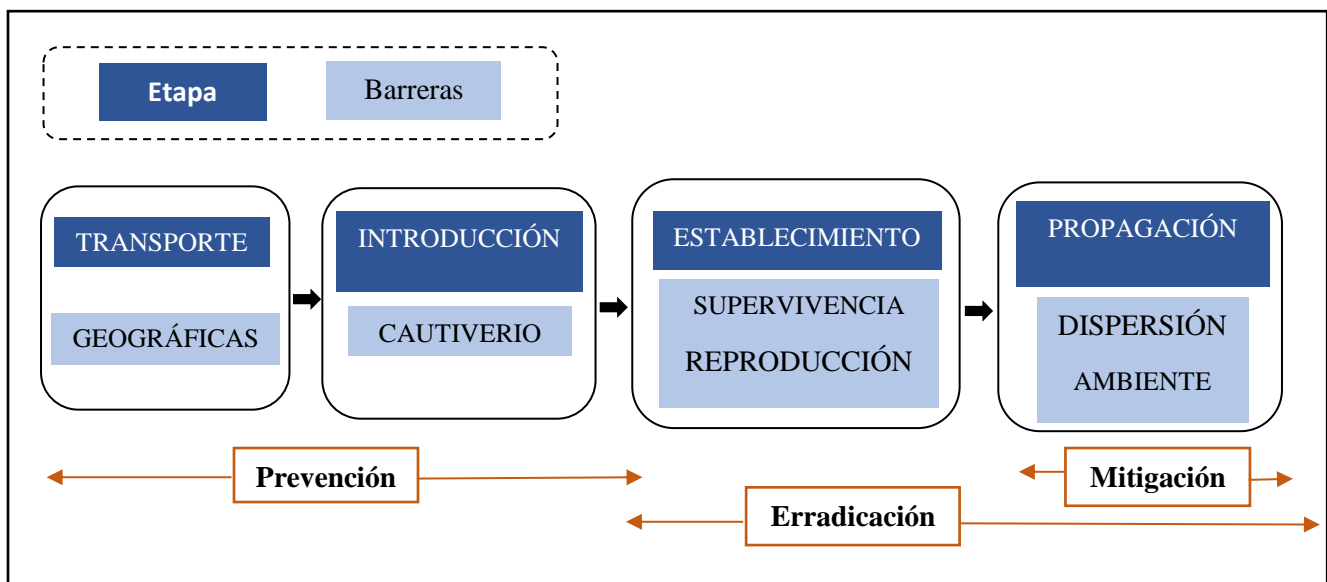 Etapa
Barreras
TRANSPORTE
GEOGRÁFICAS
INTRODUCCIÓN
CAUTIVERIO
ESTABLECIMIENTO
SUPERVIVENCIA
REPRODUCCIÓN
PROPAGACIÓN
DISPERSIÓN
AMBIENTE
Prevención
Erradicación
Mitigación